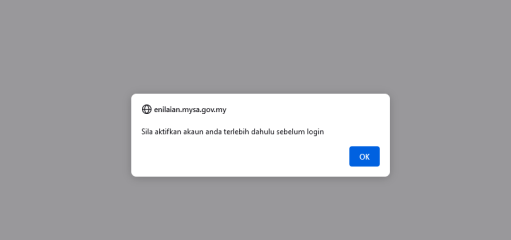 enilaian.mysa.gov.my
Sila aktifkan akaun anda terlebih dahulu sebelum login
OK